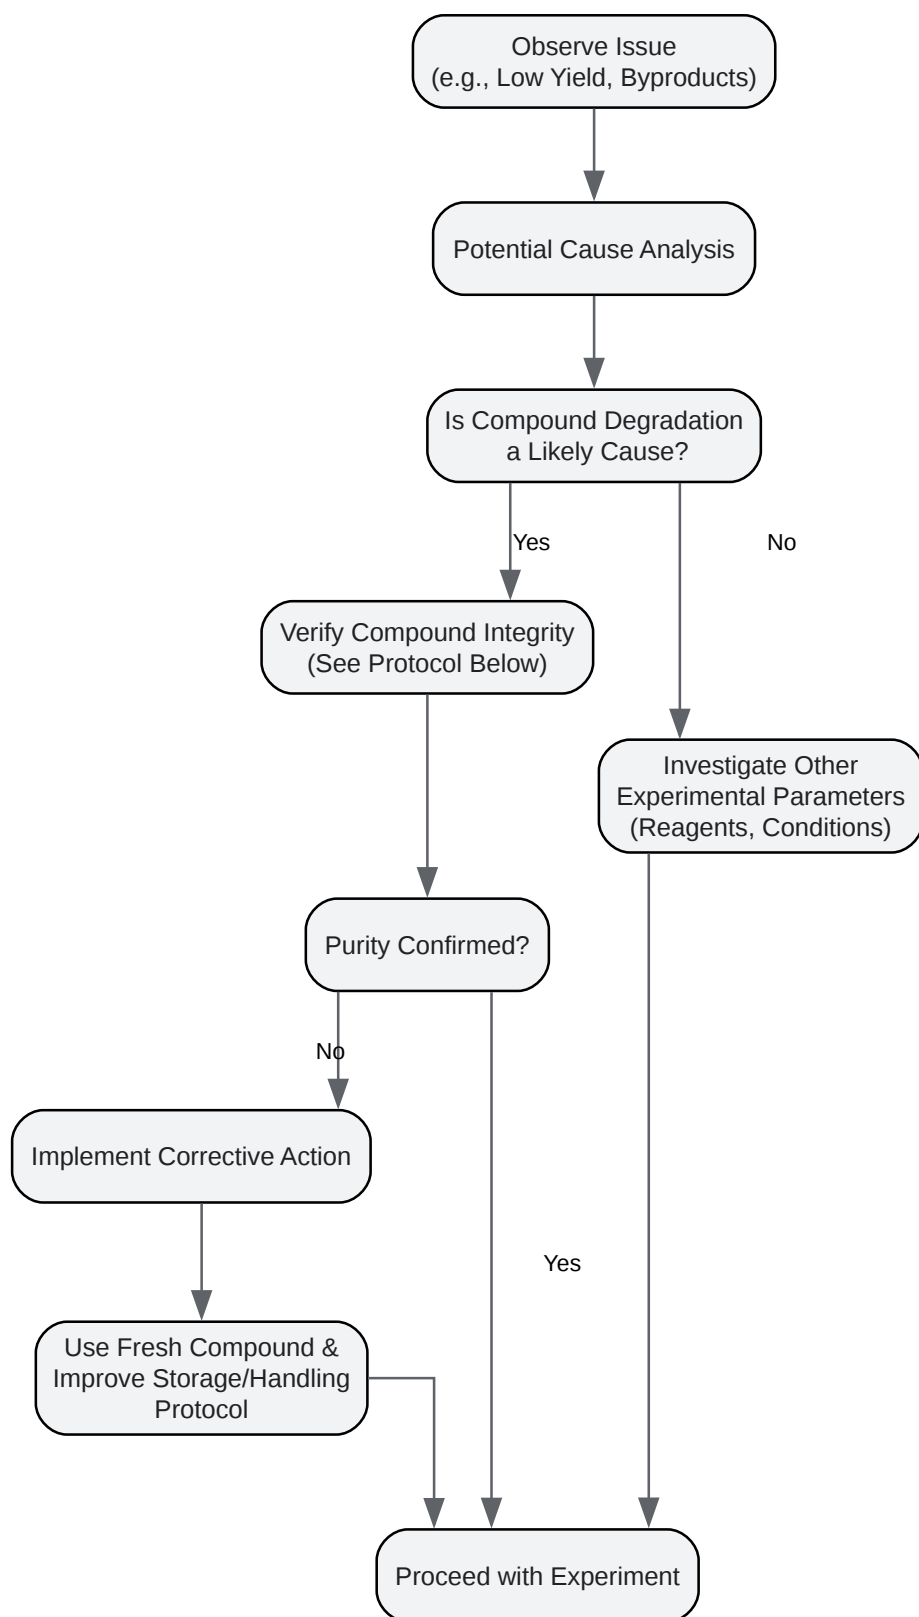 Observe Issue
(e.g., Low Yield, Byproducts)
Potential Cause Analysis
Is Compound Degradation
a Likely Cause?
Yes
No
Verify Compound Integrity
(See Protocol Below)
Investigate Other
Experimental Parameters
(Reagents, Conditions)
Purity Confirmed?
No
Implement Corrective Action
Yes
Use Fresh Compound &
Improve Storage/Handling
Protocol
Proceed with Experiment